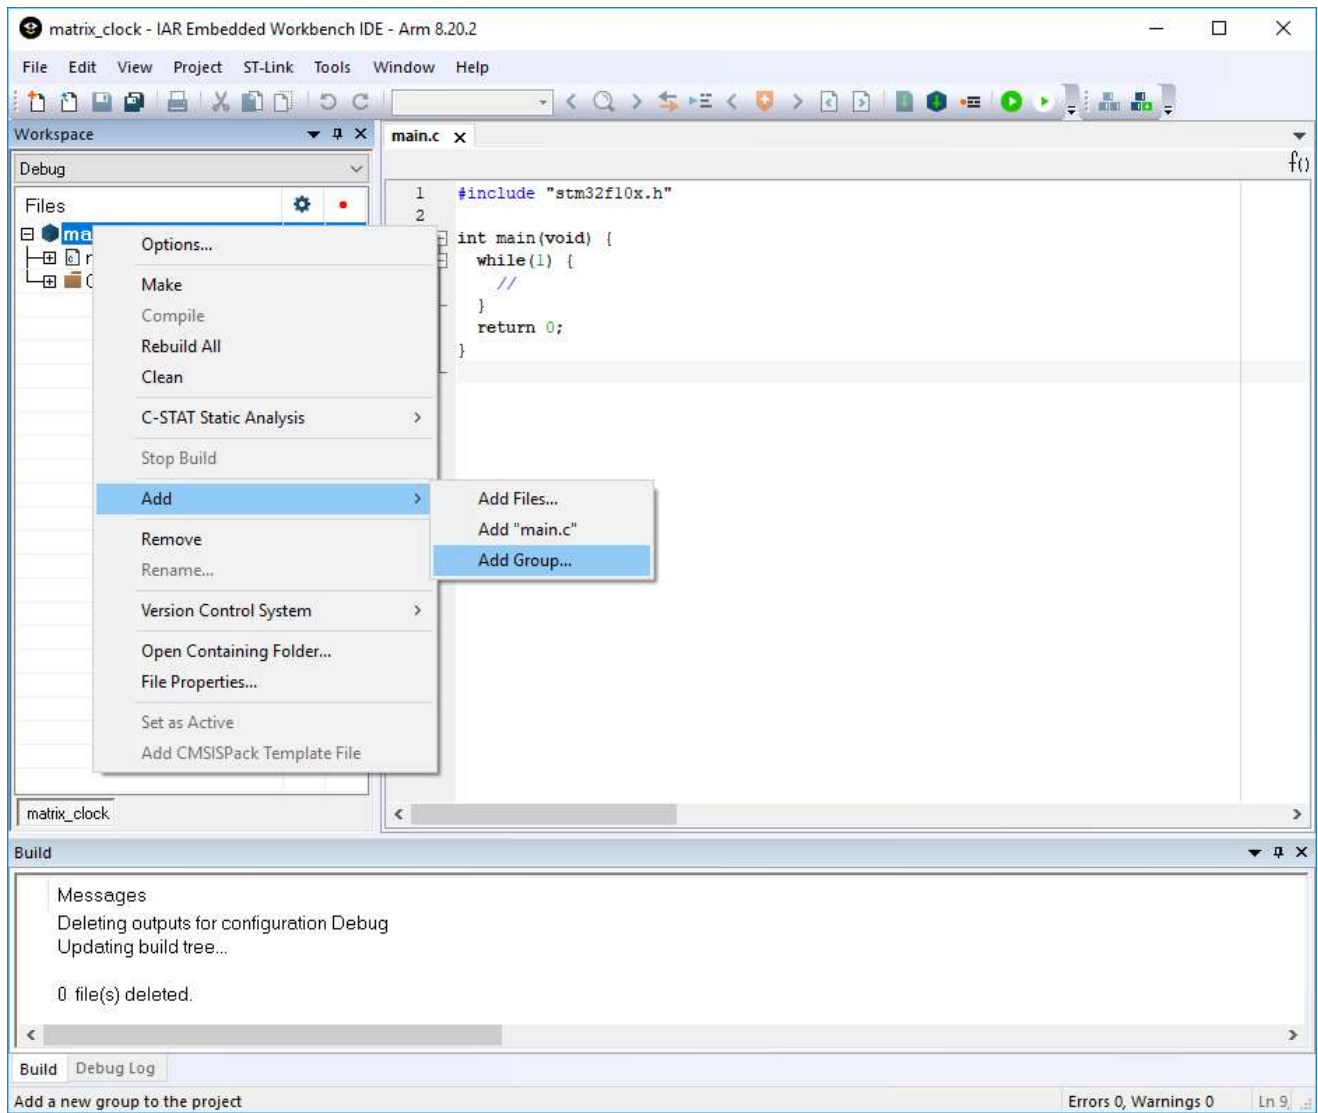 matrix_clock - IAR Embedded Workbench IDE - Arm 8.20.2
File Edit View Project ST-Link Tools Window Help
Workspace
main.c
Debug
f()
Files
ma
Options...
Make
Compile
Rebuild All
Clean
C-STAT Static Analysis
Stop Build
Add
Remove
Rename...
Version Control System
Open Containing Folder...
File Properties...
Set as Active
Add CMSISPack Template File
Add Files...
Add "main.c"
Add Group...
1 #include "stm32f10x.h"
2
int main(void) {
while(1) {
//
}
return 0;
}
matrix_clock
Build
Messages
Deleting outputs for configuration Debug
Updating build tree...
0 file(s) deleted.
Build Debug Log
Add a new group to the project
Errors 0, Warnings 0
Ln 9,